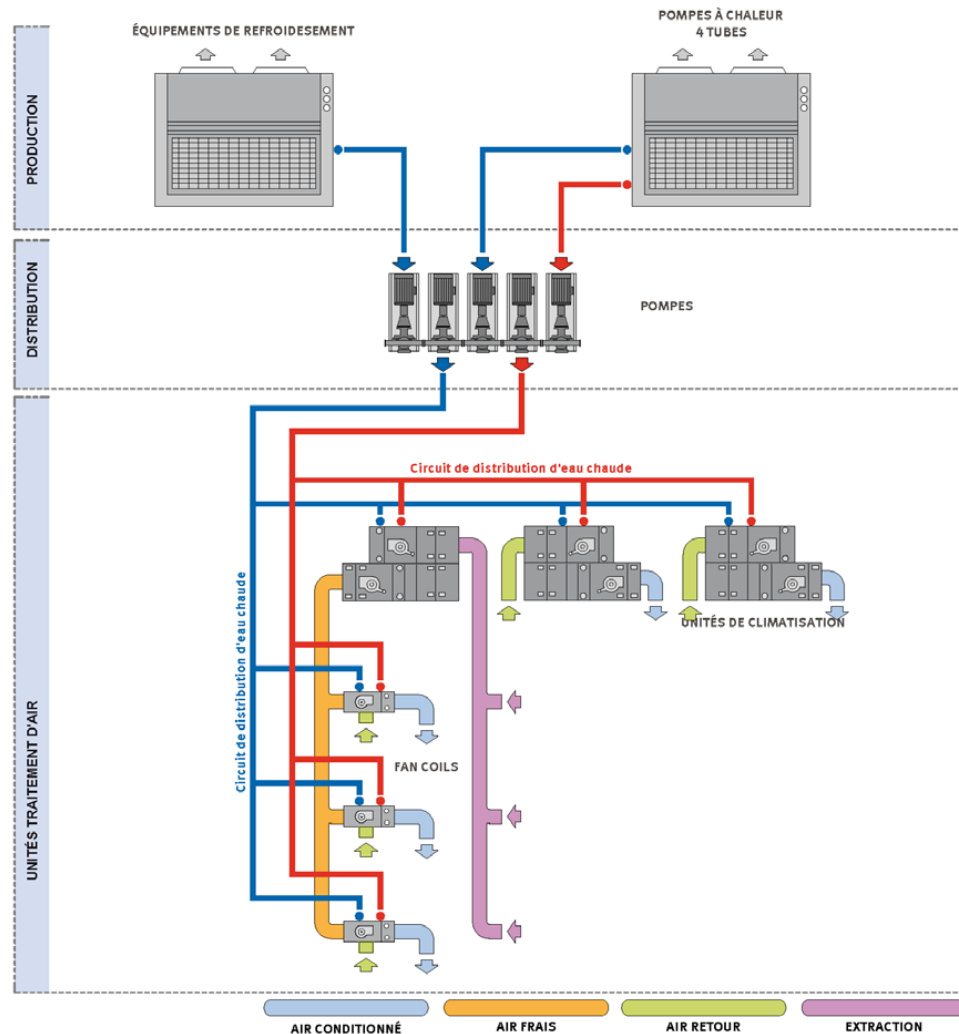 ÉQUIPEMENTS DE REFROIDESEMENT
POMPES À CHALEUR
4 TUBES
PRODUCTION
DISTRIBUTION
POMPES
UNITÉS TRAITEMENT D'AIR
Circuit de distribution d'eau chaude
Circuit de distribution d'eau chaude
UNITÉS DE CLIMATISATION
FAN COILS
AIR CONDITIONNÉ
AIR FRAIS
AIR RETOUR
EXTRACTION